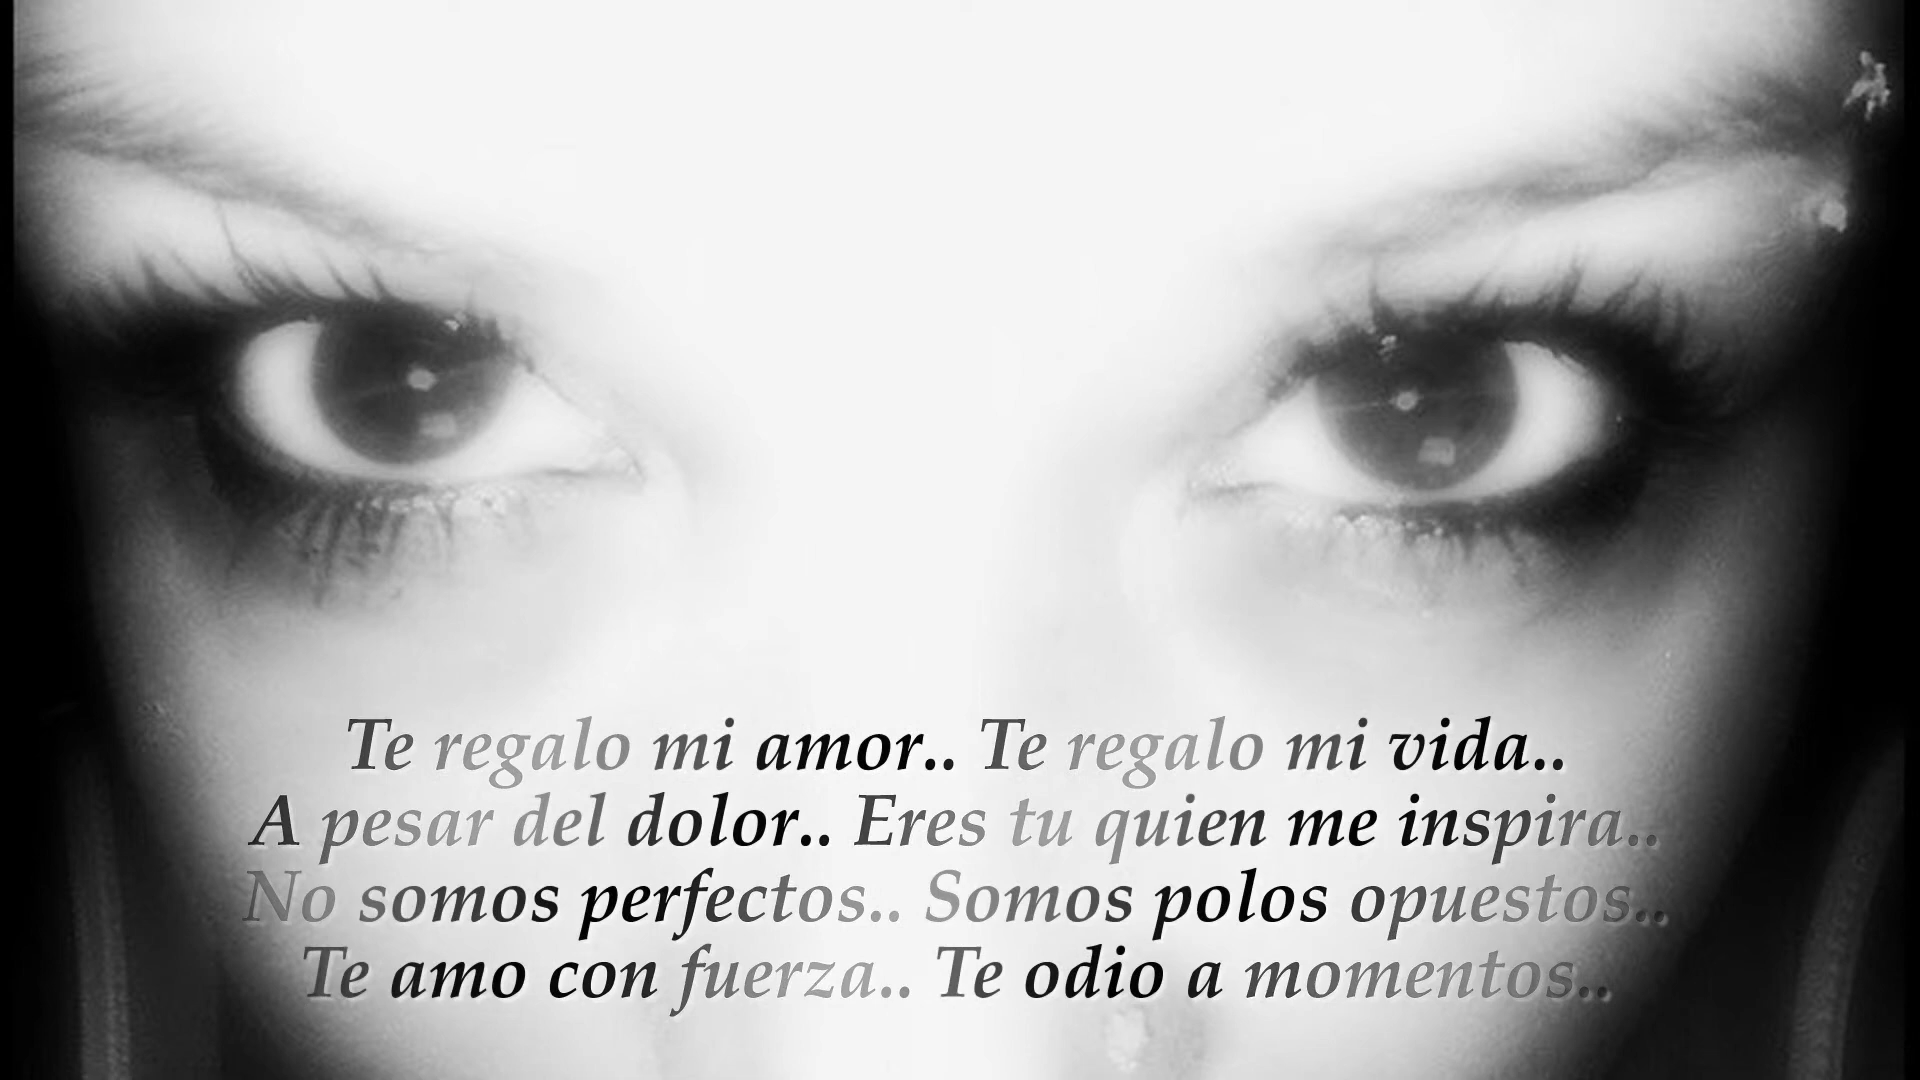 Te regalo mi amor.. Te regalo mi vida..
A pesar del dolor.. Eres tu quien me inspira..
No somos perfectos.. Somos polos opuestos..
Te amo con fuerza.. Te odio a momentos..